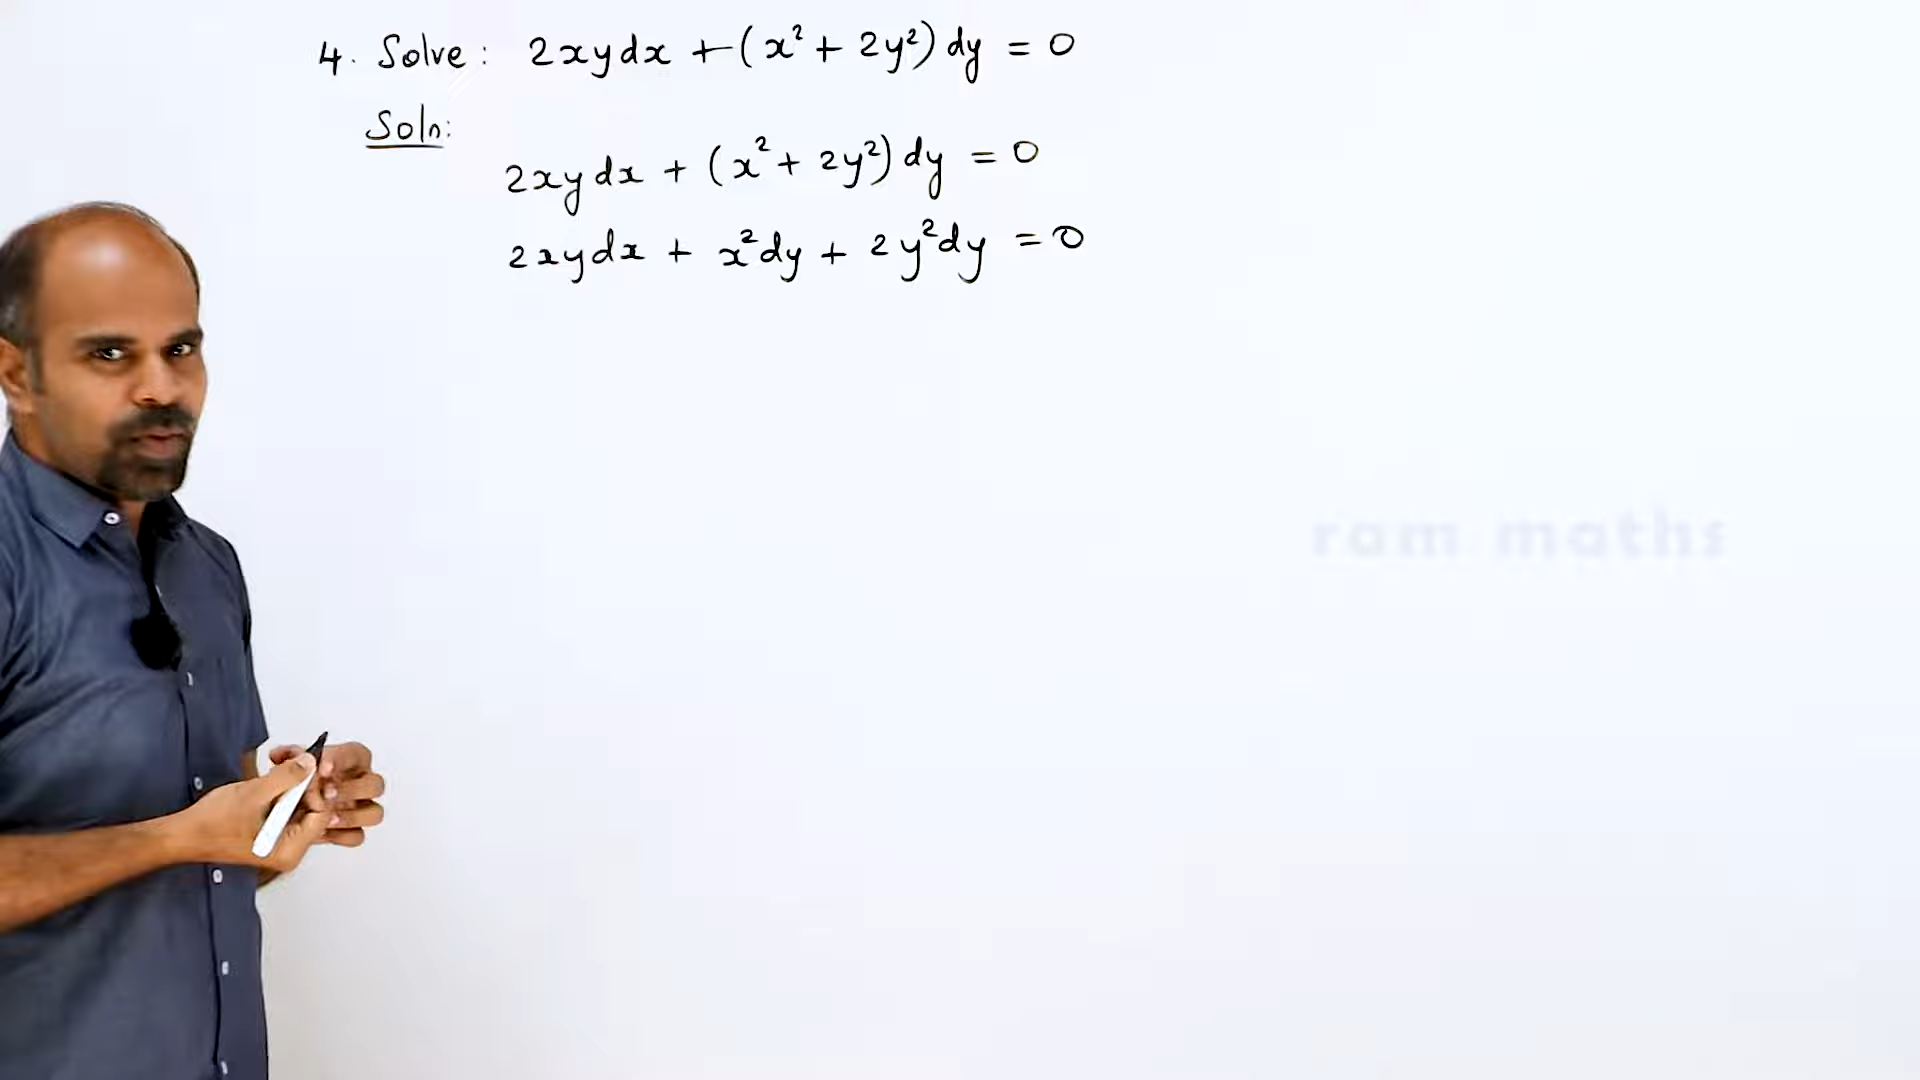 4. Solve: 2xydx + (x² + 2y²) dy = 0
Soln:
2xydx + (x² + 2y²) dy = 0
2xydx + x²dy + 2y²dy = 0
ram maths